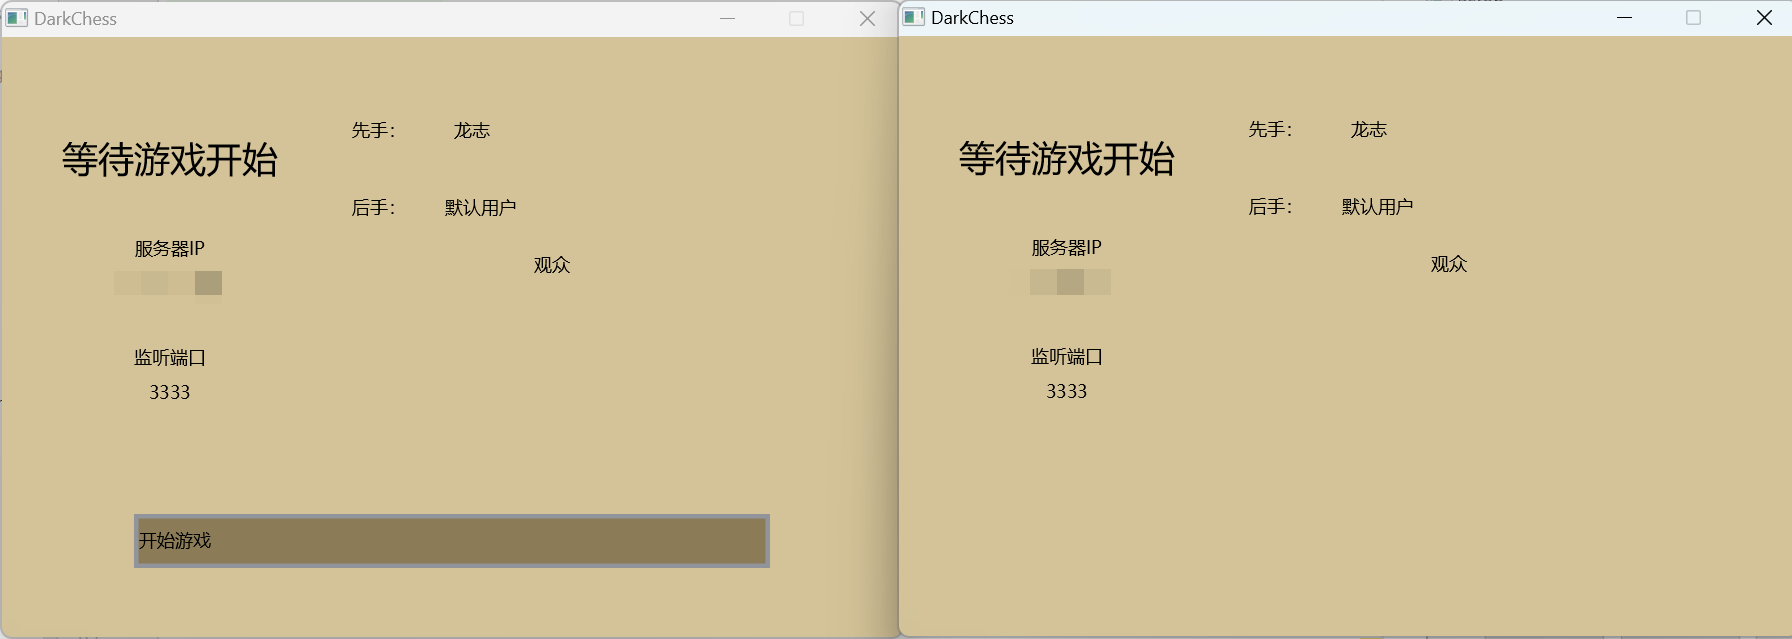 DarkChess
先手： 龙志
等待游戏开始
后手： 默认用户
服务器IP
观众
监听端口
3333
开始游戏
DarkChess
先手： 龙志
等待游戏开始
后手： 默认用户
服务器IP
观众
监听端口
3333